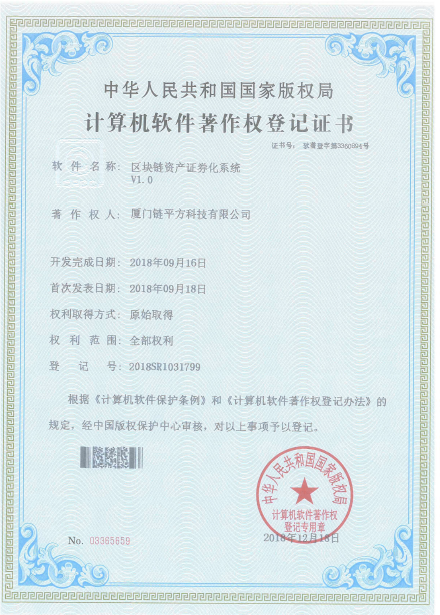 中华人民共和国国家版权局
计算机软件著作权登记证书
证书号： 软著登字第3360894号
软件名称： 区块链资产证券化系统
V1.0
著作权人： 厦门链平方科技有限公司
开发完成日期： 2018年09月16日
首次发表日期： 2018年09月18日
权利取得方式： 原始取得
权利范围： 全部权利
登记号： 2018SR1031799
根据《计算机软件保护条例》和《计算机软件著作权登记办法》的
规定，经中国版权保护中心审核，对以上事项予以登记。
中华人民共和国国家版权局
计算机软件著作权
登记专用章
No. 03365659
2018年12月18日